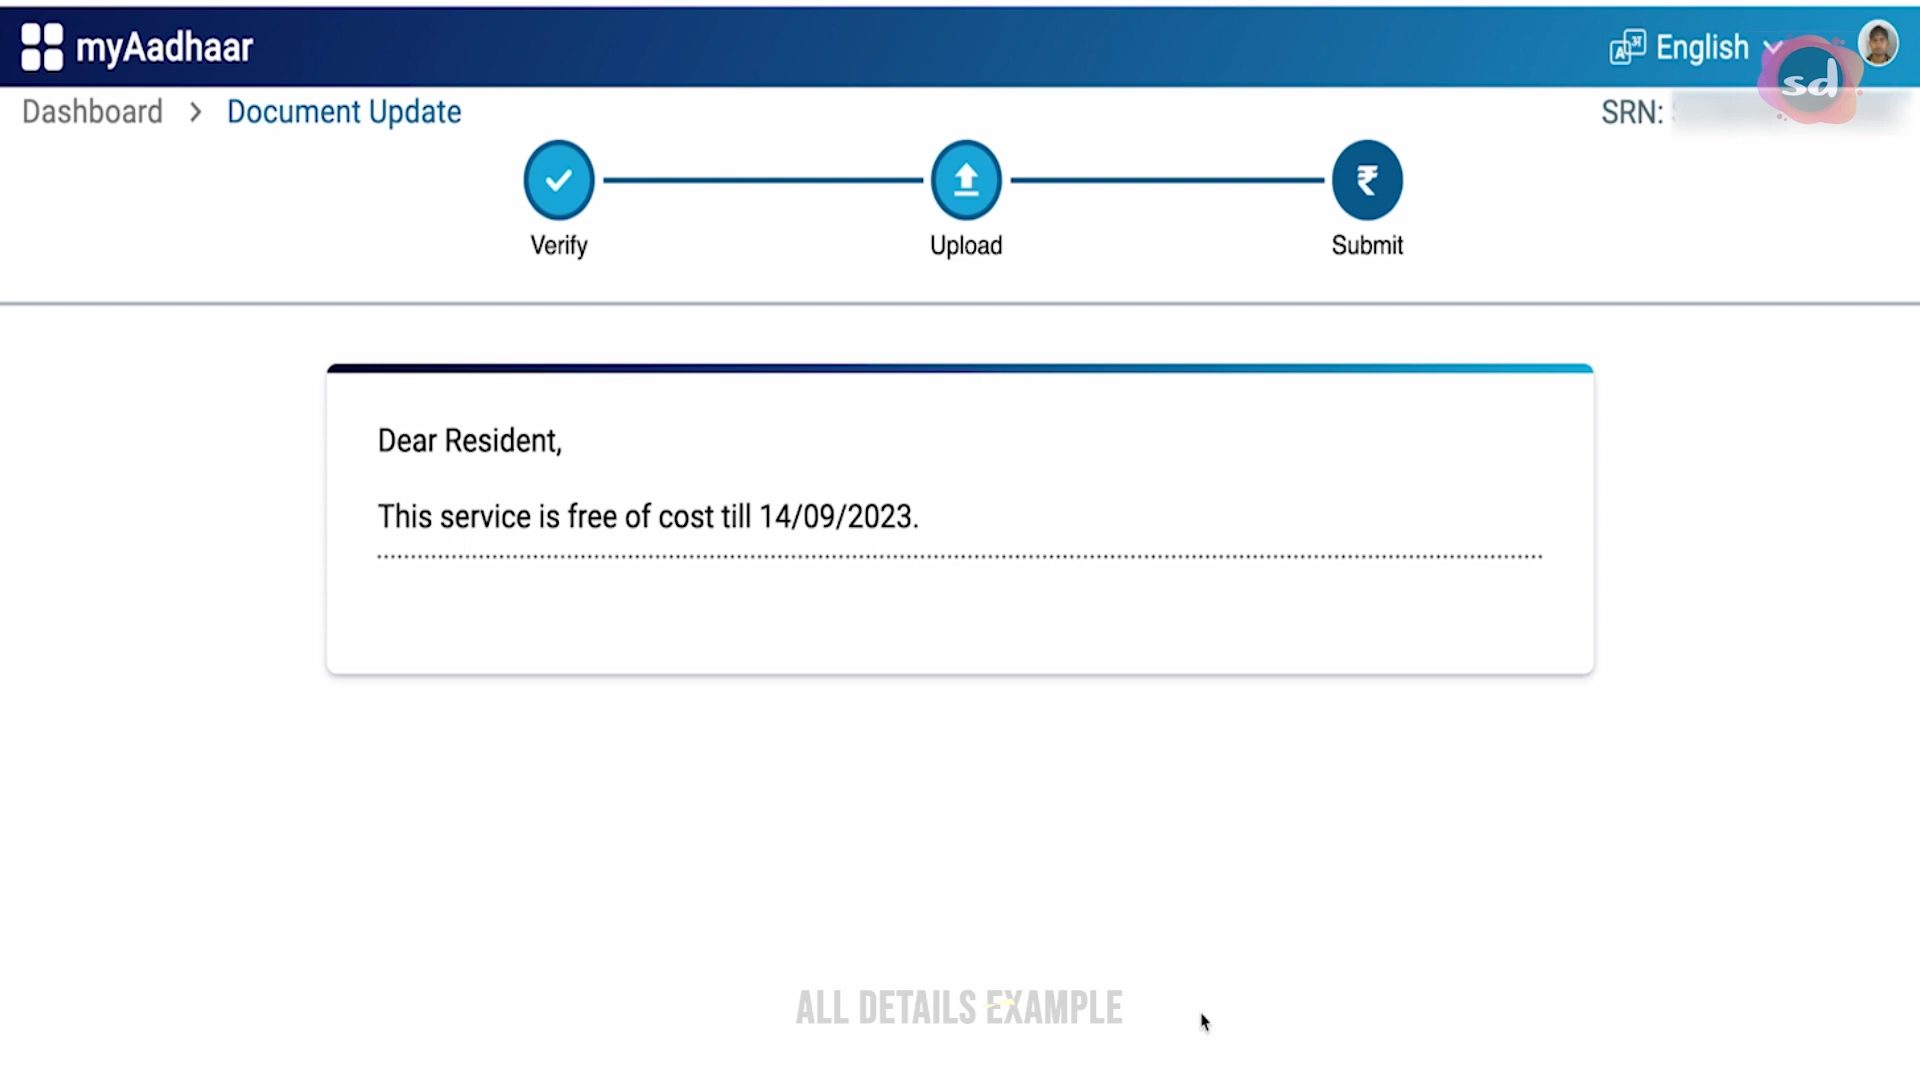 myAadhaar
English
sd
Dashboard > Document Update
SRN:
Verify
Upload
Submit
Dear Resident,
This service is free of cost till 14/09/2023.
ALL DETAILS EXAMPLE